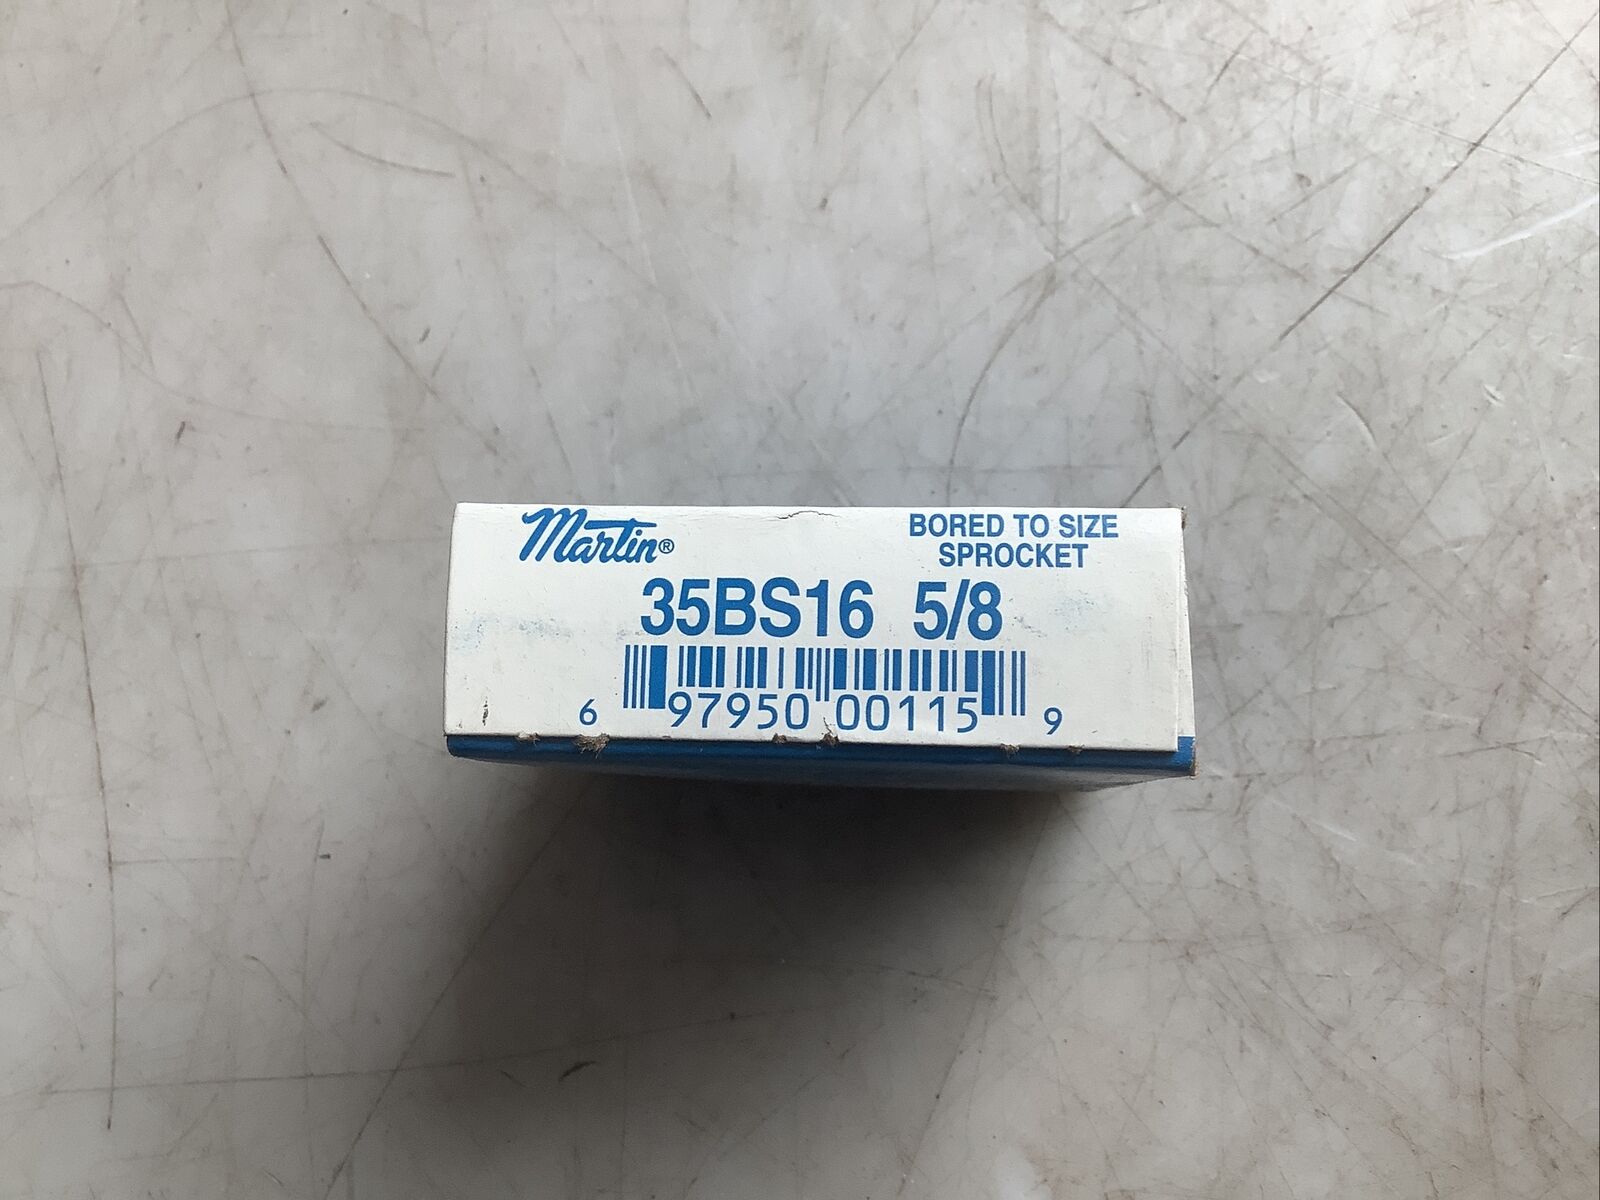 Martin®
BORED TO SIZE
SPROCKET
35BS16 5/8
6 97950 00115 9